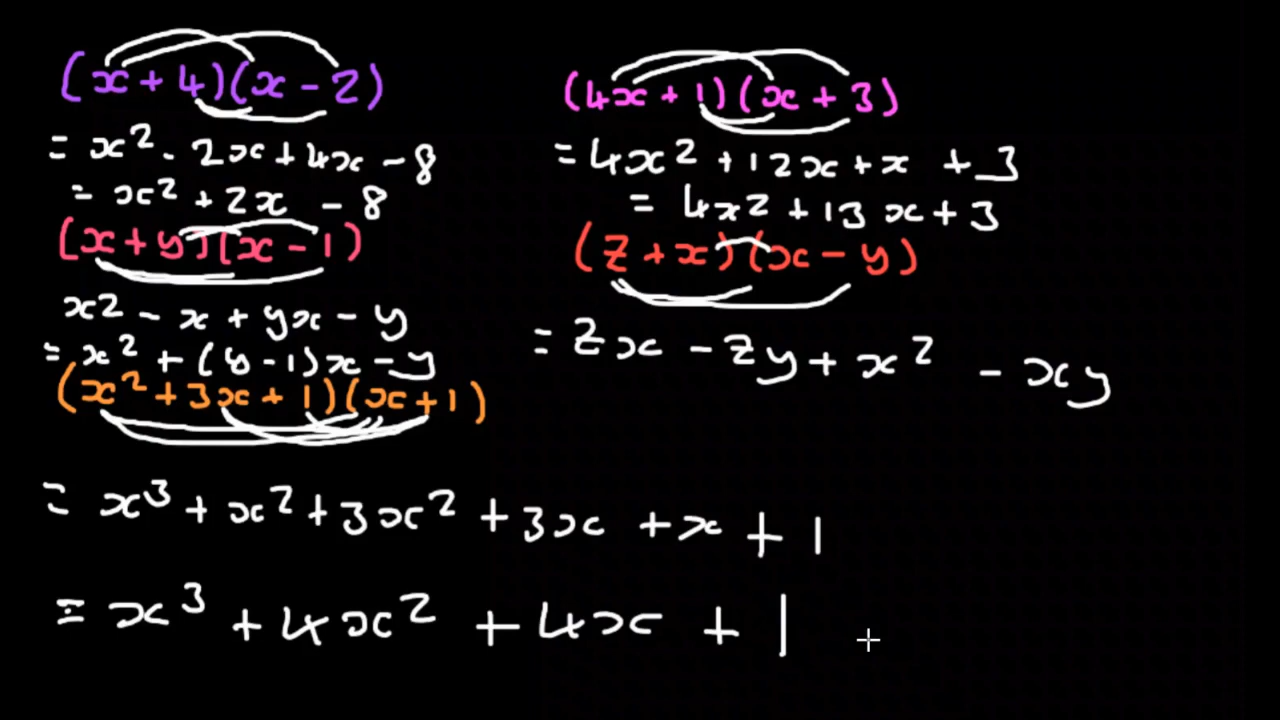 (x + 4)(x - 2)
= x² - 2x + 4x - 8
= x² + 2x - 8
(x + y)(x - 1)
x² - x + yx - y
= x² + (y - 1)x - y
(x² + 3x + 1)(x + 1)
= x³ + x² + 3x² + 3x + x + 1
= x³ + 4x² + 4x + 1
(4x + 1)(x + 3)
= 4x² + 12x + x + 3
= 4x² + 13x + 3
(z + x)(x - y)
= zx - zy + x² - xy